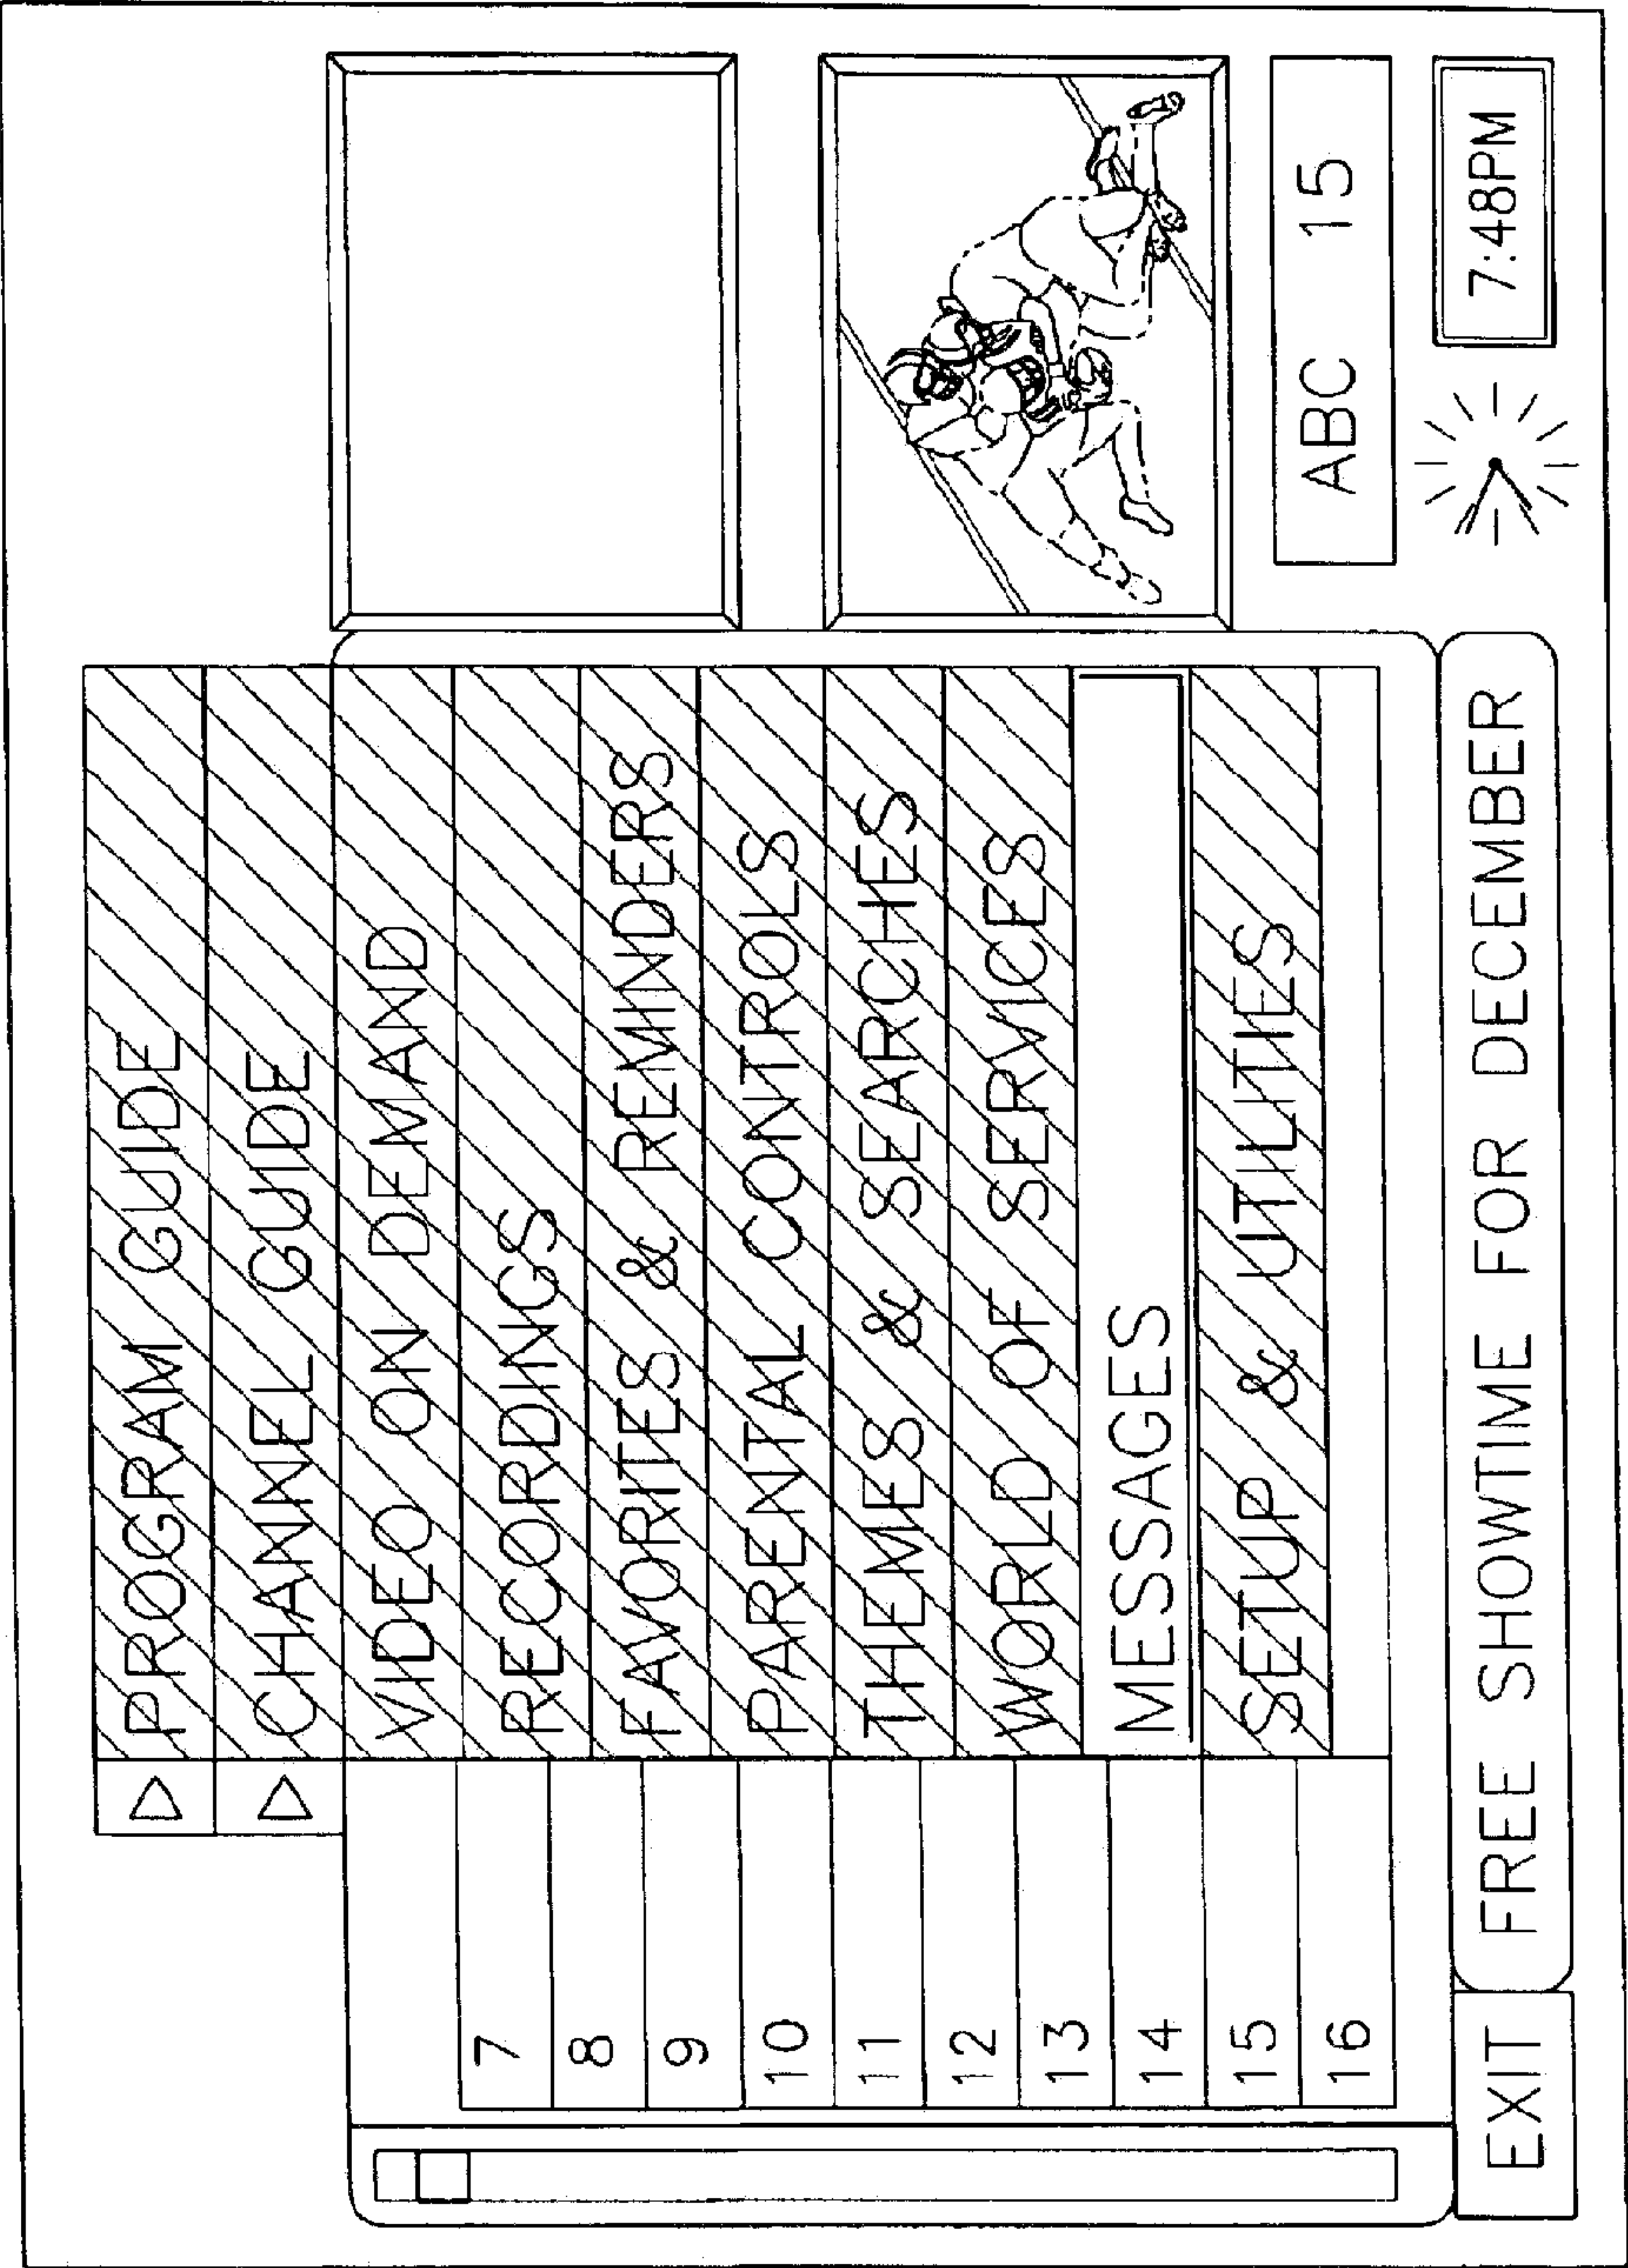 PROGRAM GUIDE
CHANNEL GUIDE
VIDEO ON DEMAND
RECORDINGS
FAVORITES & REMINDERS
PARENTAL CONTROLS
THEMES & SEARCHES
WORLD OF SERVICES
MESSAGES
SETUP & UTILITIES
7
8
9
10
11
12
13
14
15
16
ABC 15
EXIT
FREE SHOWTIME FOR DECEMBER
7:48PM